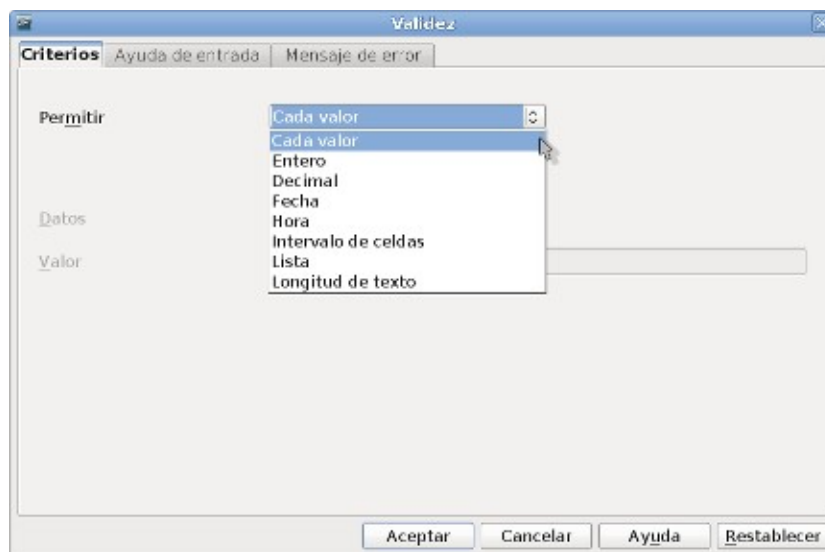 Validez
Criterios Ayuda de entrada Mensaje de error
Permitir Cada valor
Cada valor
Entero
Decimal
Fecha
Datos Hora
Intervalo de celdas
Valor Lista
Longitud de texto
Aceptar Cancelar Ayuda Restablecer